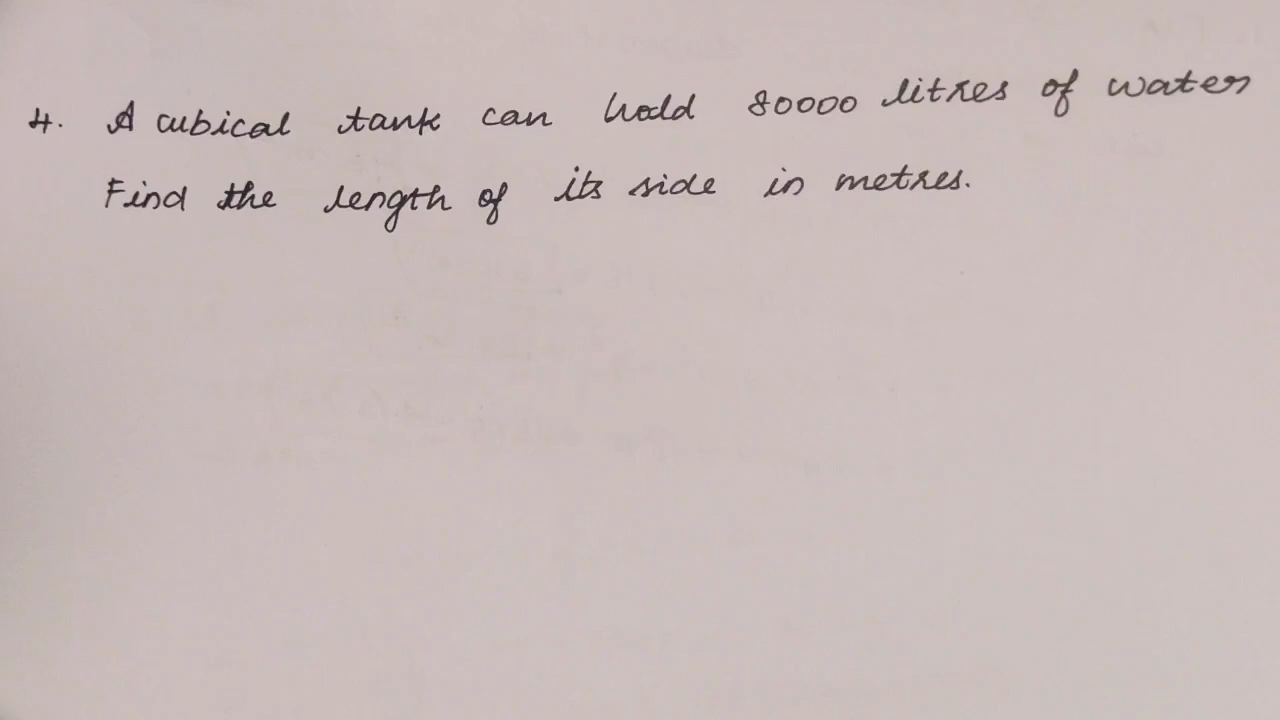 4. A cubical tank can hold 80000 litres of water
Find the length of its side in metres.